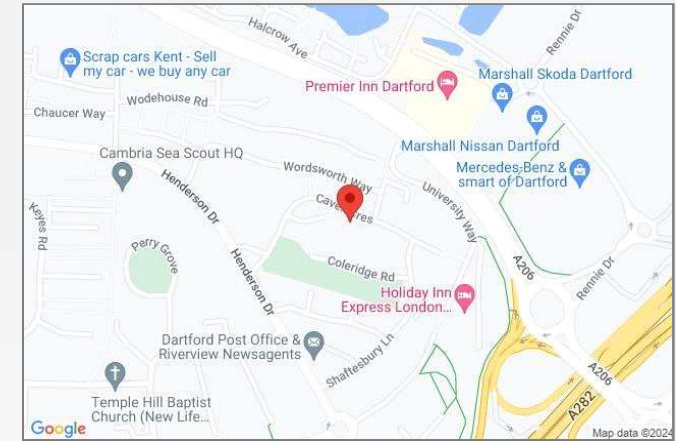 Halcrow Ave
Rennie Dr
Scrap cars Kent - Sell
my car - we buy any car
Premier Inn Dartford
Marshall Skoda Dartford
Wodehouse Rd
Chaucer Way
Marshall Nissan Dartford
Cambria Sea Scout HQ
Wordsworth Way
Mercedes-Benz &
smart of Dartford
Henderson Dr
University Way
Keyes Rd
Perry Grove
Henderson Dr
Coleridge Rd
A206
Rennie Dr
Holiday Inn
Express London...
Dartford Post Office &
Riverview Newsagents
Shaftesbury Ln
A206
A282
Temple Hill Baptist
Church (New Life...
Google
Map data ©2024